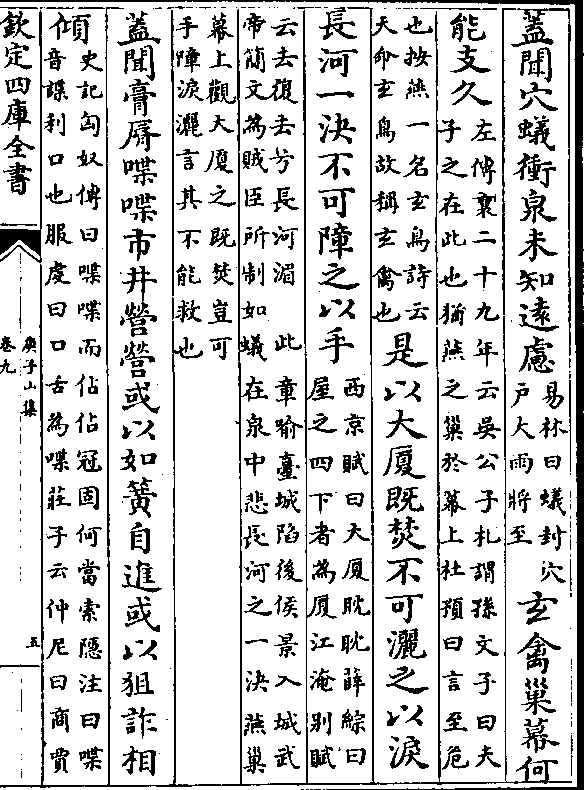 蓋聞穴蟻衝泉未知遠慮易林曰蟻封穴
戸大雨將至玄禽巢幕何
能支久左傳襄二十九年云吳公子札謂孫文子曰夫
子之在此也猶燕之巢於幕上杜預曰言至危
也按燕一名玄鳥詩云
天命玄鳥故稱玄禽也是以大厦既焚不可灑之以淚
長河一決不可障之以手西京賦曰大厦耽耽薛綜曰
屋之四下者為厦江淹别賦
云去復去兮長河湄 此章喻臺城陷後侯景入城武
帝簡文為賊臣所制如蟻在泉中悲長河之一決燕巢
幕上觀大厦之既焚豈可
手障淚灑言其不能救也
蓋聞膏脣喋喋市井營營或以如簧自進或以狙詐相
傾史記匈奴傳曰喋喋而佔佔冠固何當索隱注曰喋
音諜利口也服虔曰口舌為喋莊子云仲尼曰商賈
欽定四庫全書
庾子山集
卷九
五